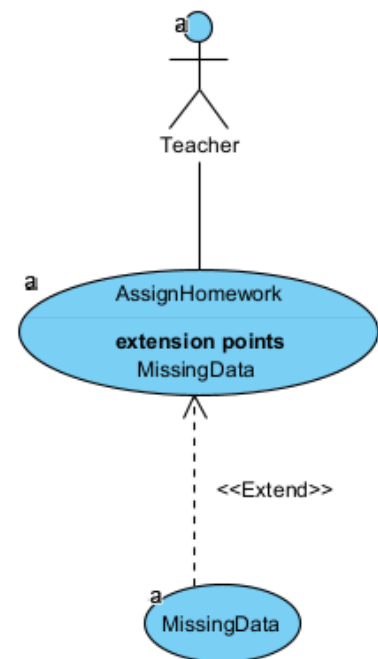 a
Teacher
a
AssignHomework
extension points
MissingData
<<Extend>>
a
MissingData